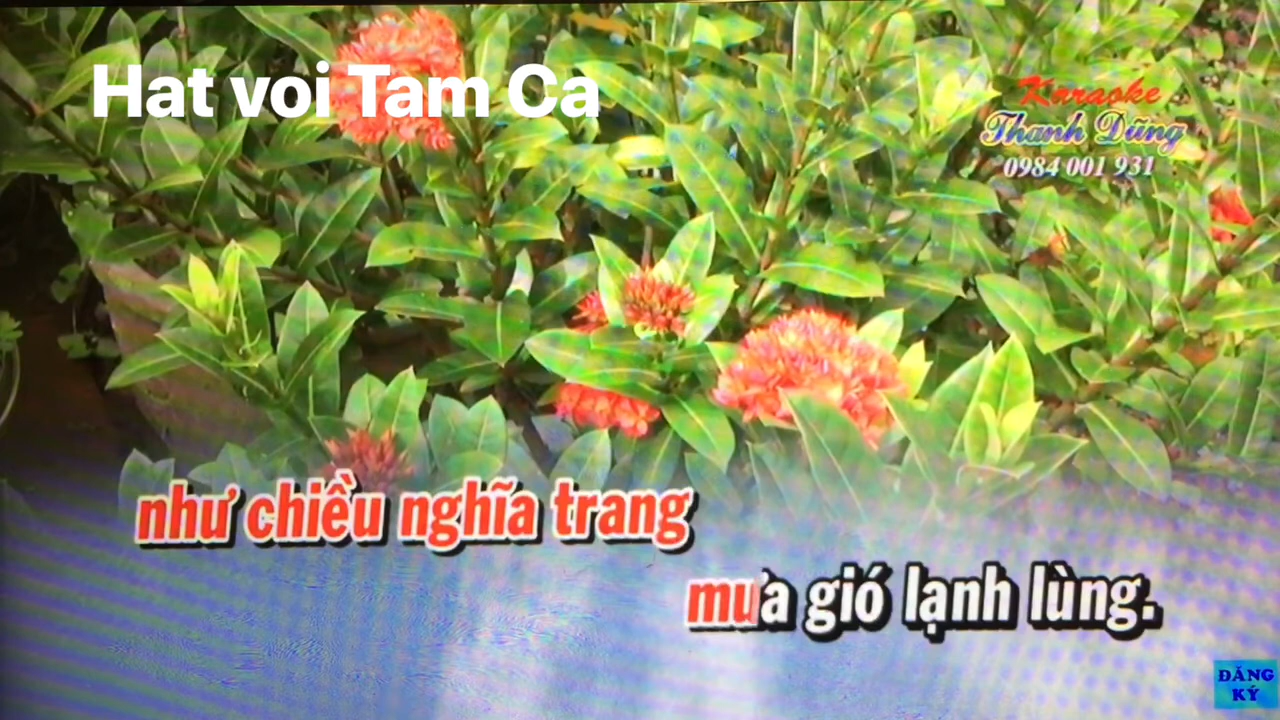 Hat voi Tam Ca
Karaoke
Thanh Dũng
0984 001 931
như chiều nghĩa trang
mưa gió lạnh lùng.
ĐĂNG
KÝ